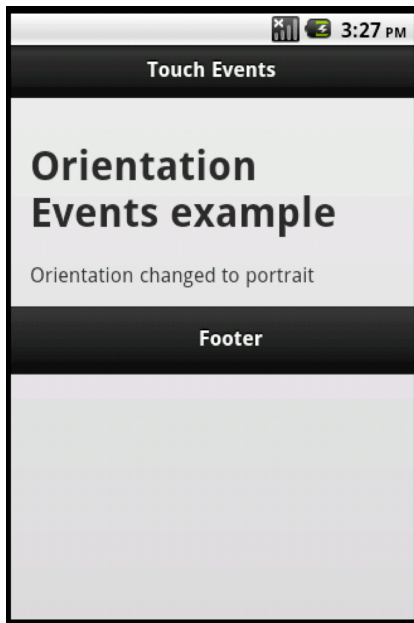 3:27 PM
Touch Events
Orientation
Events example
Orientation changed to portrait
Footer